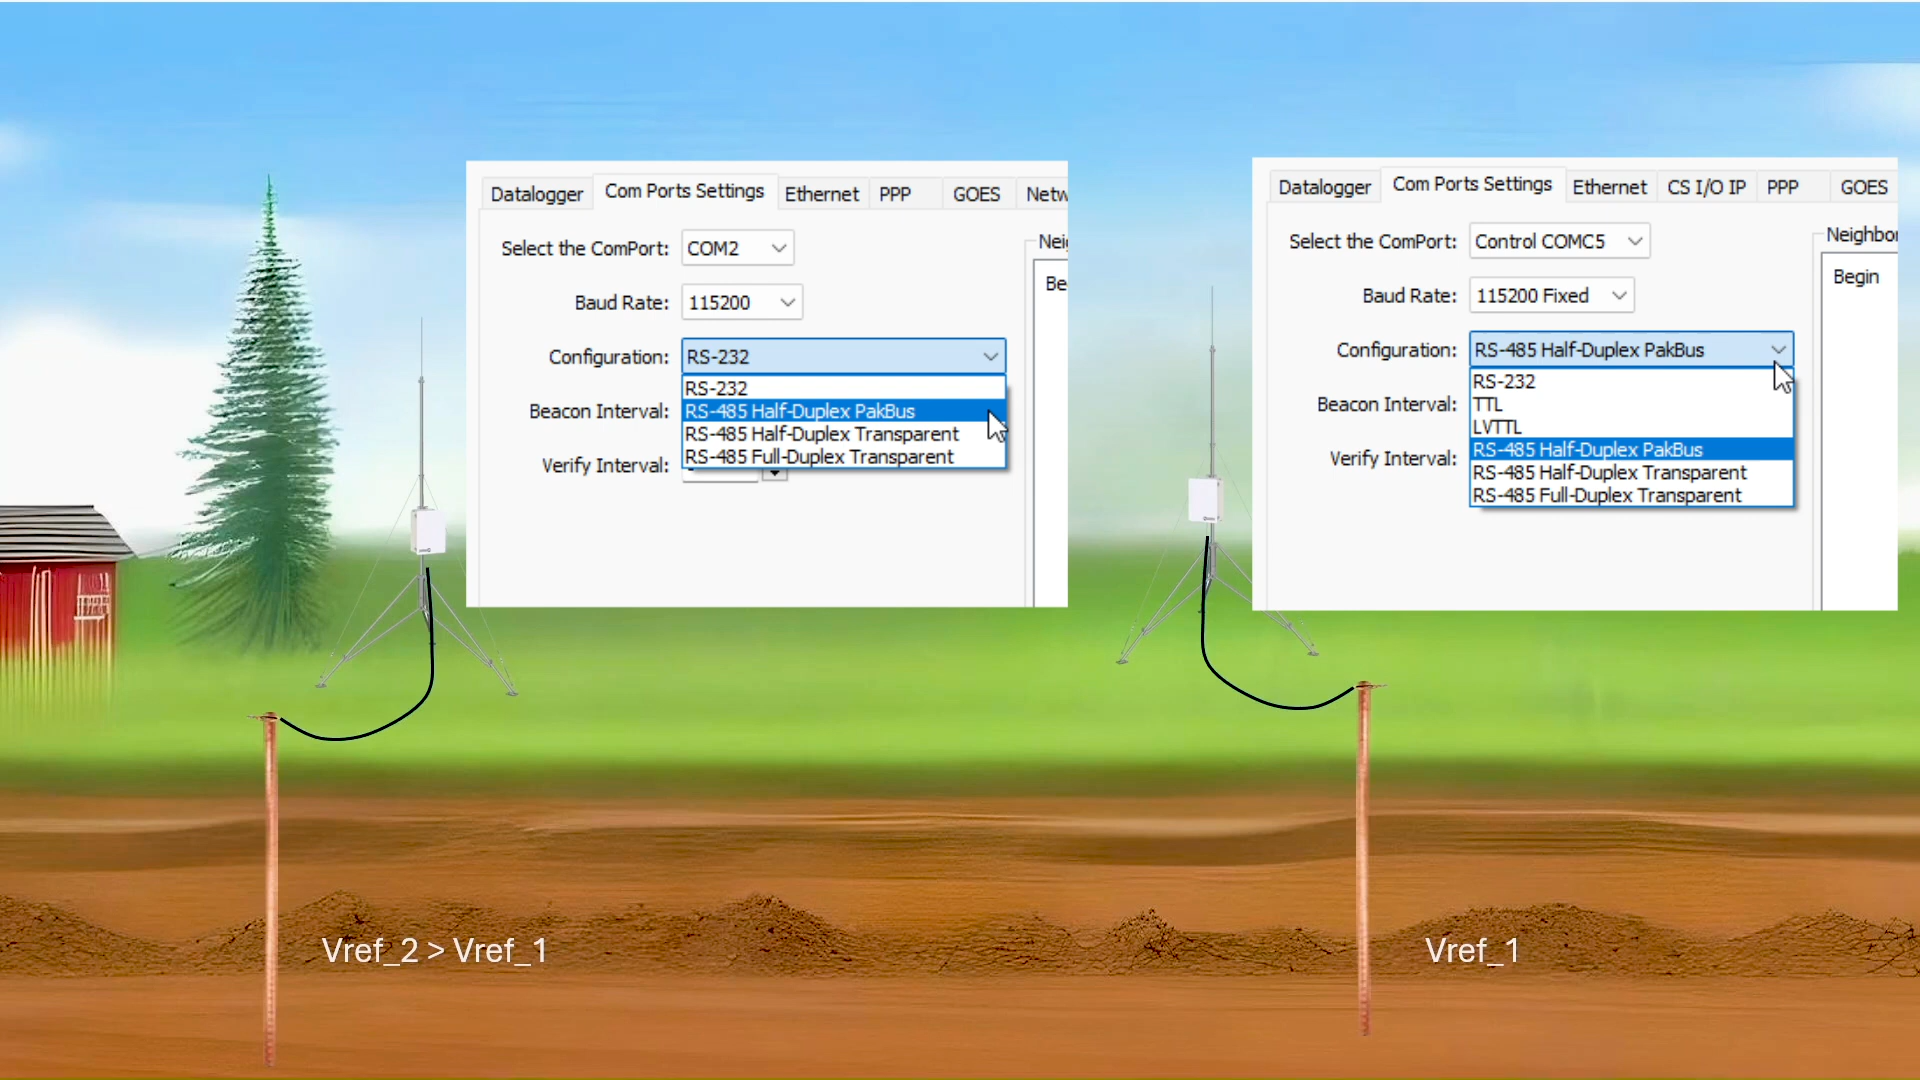 Datalogger Com Ports Settings Ethernet PPP GOES Netw
Select the ComPort: COM2
Nei
Be
Baud Rate: 115200
Configuration: RS-232
RS-232
Beacon Interval: RS-485 Half-Duplex PakBus
RS-485 Half-Duplex Transparent
Verify Interval: RS-485 Full-Duplex Transparent
Datalogger Com Ports Settings Ethernet CS I/O IP PPP GOES
Select the ComPort: Control COMC5
Neighbor
Begin
Baud Rate: 115200 Fixed
Configuration: RS-485 Half-Duplex PakBus
RS-232
Beacon Interval: TTL
LVTTL
Verify Interval: RS-485 Half-Duplex PakBus
RS-485 Half-Duplex Transparent
RS-485 Full-Duplex Transparent
Vref_2 > Vref_1
Vref_1